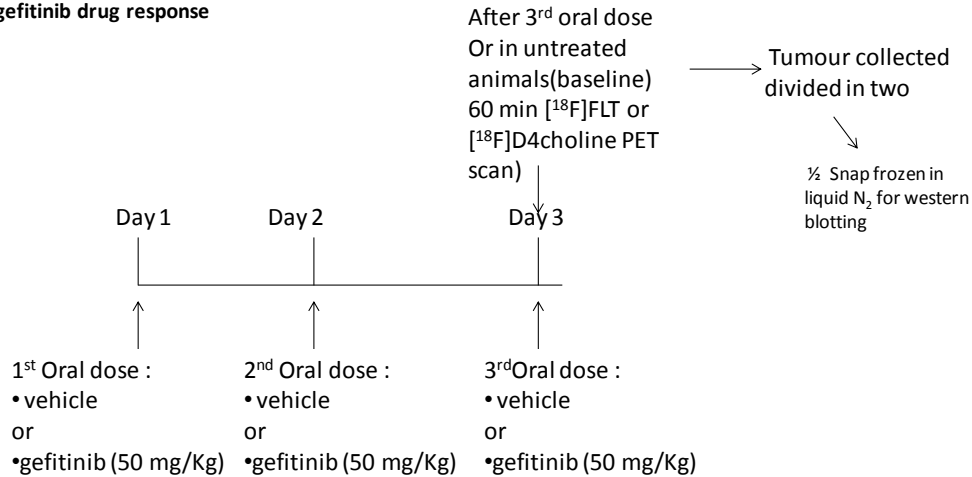 gefitinib drug response
After 3rd oral dose
Or in untreated
animals(baseline)
60 min [18F]FLT or
[18F]D4choline PET
scan)
Tumour collected
divided in two
½ Snap frozen in
liquid N2 for western
blotting
Day 1
Day 2
Day 3
1st Oral dose :
• vehicle
or
•gefitinib (50 mg/Kg)
2nd Oral dose :
• vehicle
or
•gefitinib (50 mg/Kg)
3rdOral dose :
• vehicle
or
•gefitinib (50 mg/Kg)